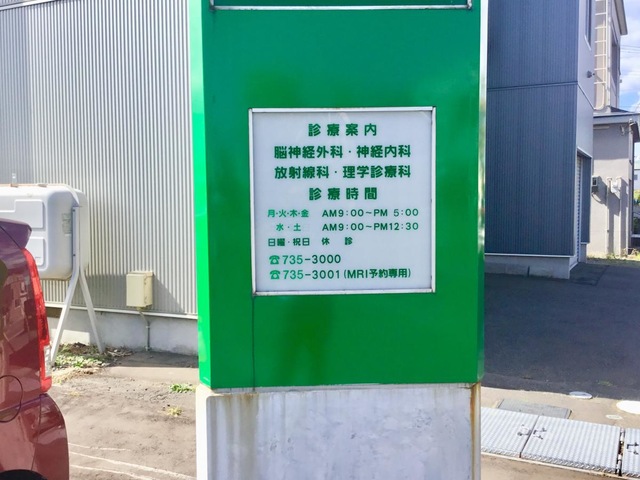 診療案内
脳神経外科・神経内科
放射線科・理学診療科
診療時間
月・火・木・金 AM9:00〜PM 5:00
水・土 AM9:00〜PM12:30
日曜・祝日 休診
☎735-3000
☎735-3001(MRI予約専用)